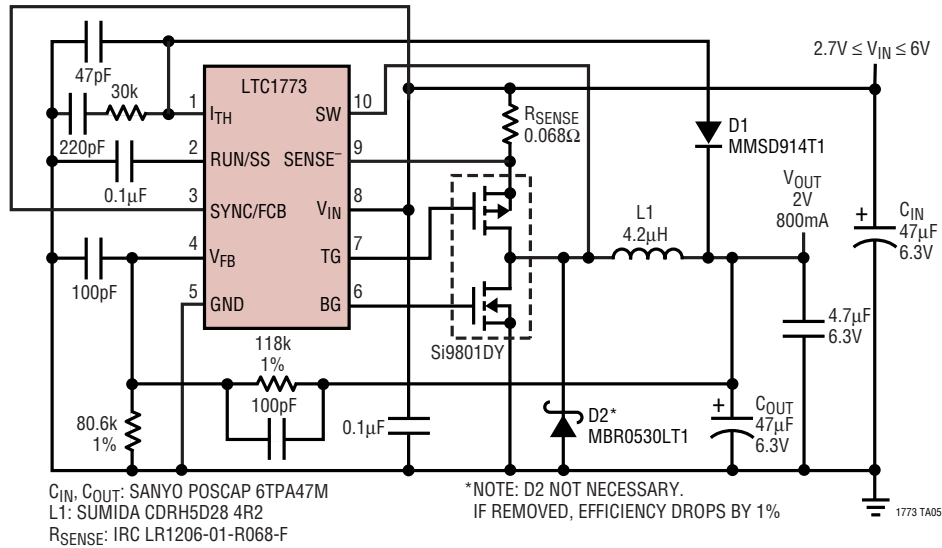 47pF
30k
220pF
0.1µF
100pF
LTC1773
1
I_TH
2
RUN/SS
3
SYNC/FCB
4
V_FB
5
GND
10
SW
9
SENSE⁻
8
V_IN
7
TG
6
BG
R_SENSE
0.068Ω
Si9801DY
D1
MMSD914T1
L1
4.2µH
2.7V ≤ V_IN ≤ 6V
V_OUT
2V
800mA
+
C_IN
47µF
6.3V
4.7µF
6.3V
118k
1%
100pF
80.6k
1%
0.1µF
D2*
MBR0530LT1
+
C_OUT
47µF
6.3V
C_IN, C_OUT: SANYO POSCAP 6TPA47M
L1: SUMIDA CDRH5D28 4R2
R_SENSE: IRC LR1206-01-R068-F
*NOTE: D2 NOT NECESSARY.
IF REMOVED, EFFICIENCY DROPS BY 1%
1773 TA05